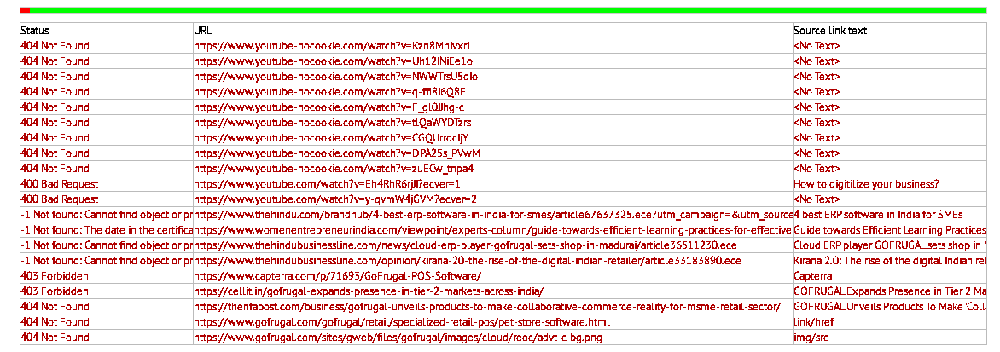 Status URL Source link text
404 Not Found https://www.youtube-nocookie.com/watch?v=Kzn8MhivxrI <No Text>
404 Not Found https://www.youtube-nocookie.com/watch?v=Uh12INiEe1o <No Text>
404 Not Found https://www.youtube-nocookie.com/watch?v=NWWTrsU5dIo <No Text>
404 Not Found https://www.youtube-nocookie.com/watch?v=q-ffi8i6Q8E <No Text>
404 Not Found https://www.youtube-nocookie.com/watch?v=F_gl0JJhg-c <No Text>
404 Not Found https://www.youtube-nocookie.com/watch?v=tlQaWYDTzrs <No Text>
404 Not Found https://www.youtube-nocookie.com/watch?v=CGQUrrdcJjY <No Text>
404 Not Found https://www.youtube-nocookie.com/watch?v=DPA25s_PVwM <No Text>
404 Not Found https://www.youtube-nocookie.com/watch?v=zuECw_tnpa4 <No Text>
400 Bad Request https://www.youtube.com/watch?v=Eh4RhR6rjJI?ecver=1 How to digitilize your business?
400 Bad Request https://www.youtube.com/watch?v=y-qvmW4jGVM?ecver=2 <No Text>
-1 Not found: Cannot find object or pr https://www.thehindu.com/brandhub/4-best-erp-software-in-india-for-smes/article67637325.ece?utm_campaign=&utm_source 4 best ERP software in India for SMEs
-1 Not found: The date in the certifica https://www.womenentrepreneurindia.com/viewpoint/experts-column/guide-towards-efficient-learning-practices-for-effective Guide towards Efficient Learning Practices
-1 Not found: Cannot find object or pr https://www.thehindubusinessline.com/news/cloud-erp-player-gofrugal-sets-shop-in-madurai/article36511230.ece Cloud ERP player GOFRUGAL sets shop in M
-1 Not found: Cannot find object or pr https://www.thehindubusinessline.com/opinion/kirana-20-the-rise-of-the-digital-indian-retailer/article33183890.ece Kirana 2.0: The rise of the digital Indian ret
403 Forbidden https://www.capterra.com/p/71693/GoFrugal-POS-Software/ Capterra
403 Forbidden https://cellit.in/gofrugal-expands-presence-in-tier-2-markets-across-india/ GOFRUGAL Expands Presence in Tier 2 Ma
404 Not Found https://thenfapost.com/business/gofrugal-unveils-products-to-make-collaborative-commerce-reality-for-msme-retail-sector/ GOFRUGAL Unveils Products To Make 'Coll
404 Not Found https://www.gofrugal.com/gofrugal/retail/specialized-retail-pos/pet-store-software.html link/href
404 Not Found https://www.gofrugal.com/sites/gweb/files/gofrugal/images/cloud/reoc/advt-c-bg.png img/src